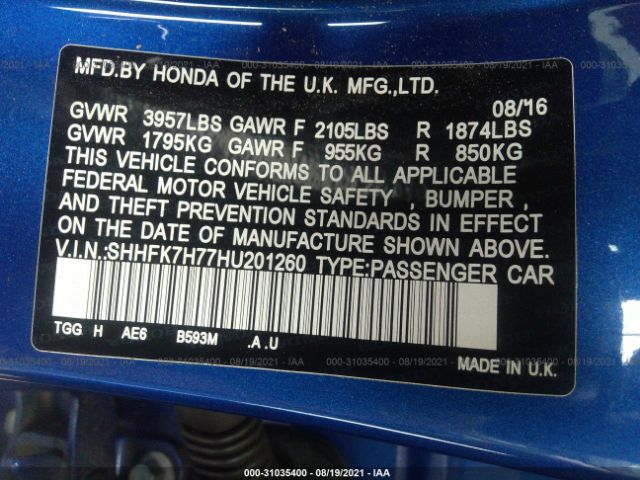 MFD.BY HONDA OF THE U.K. MFG.,LTD.
08/16
GVWR 3957LBS GAWR F 2105LBS R 1874LBS
GVWR 1795KG GAWR F 955KG R 850KG
THIS VEHICLE CONFORMS TO ALL APPLICABLE
FEDERAL MOTOR VEHICLE SAFETY , BUMPER ,
AND THEFT PREVENTION STANDARDS IN EFFECT
ON THE DATE OF MANUFACTURE SHOWN ABOVE.
V.I.N.:SHHFK7H77HU201260 TYPE:PASSENGER CAR
TGG H AE6 B593M .A.U
MADE IN U.K.
000-31035400 - 08/19/2021 - IAA